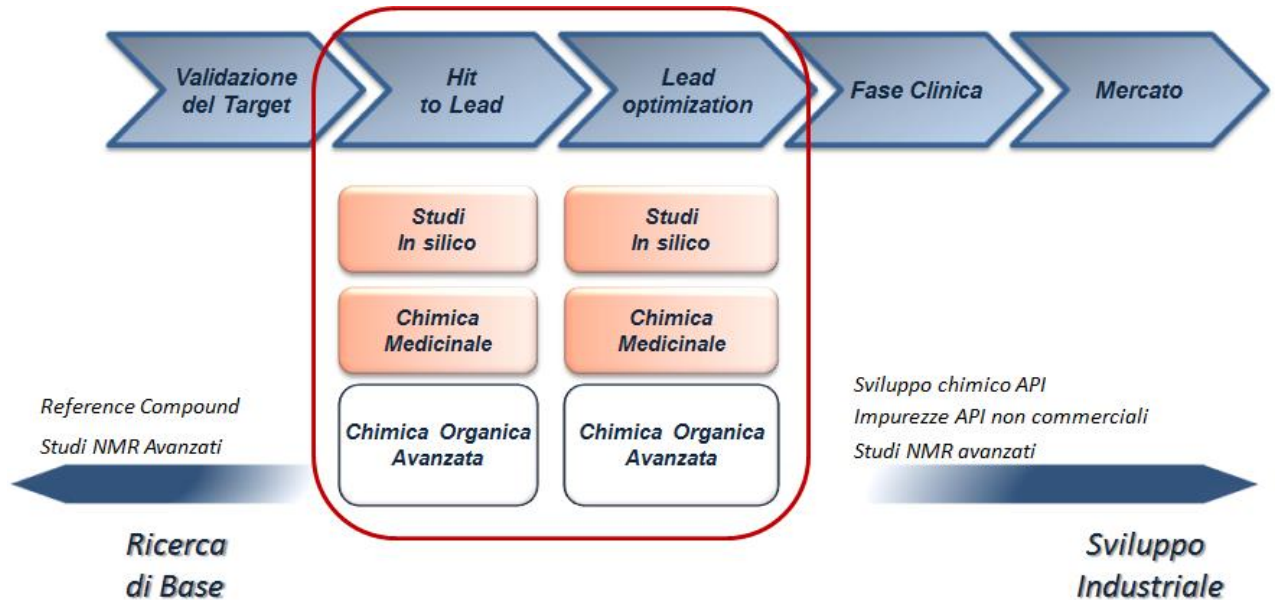 Validazione
del Target
Hit
to Lead
Lead
optimization
Fase Clinica
Mercato
Studi
In silico
Studi
In silico
Chimica
Medicinale
Chimica
Medicinale
Chimica Organica
Avanzata
Chimica Organica
Avanzata
Reference Compound
Studi NMR Avanzati
Sviluppo chimico API
Impurezze API non commerciali
Studi NMR avanzati
Ricerca
di Base
Sviluppo
Industriale